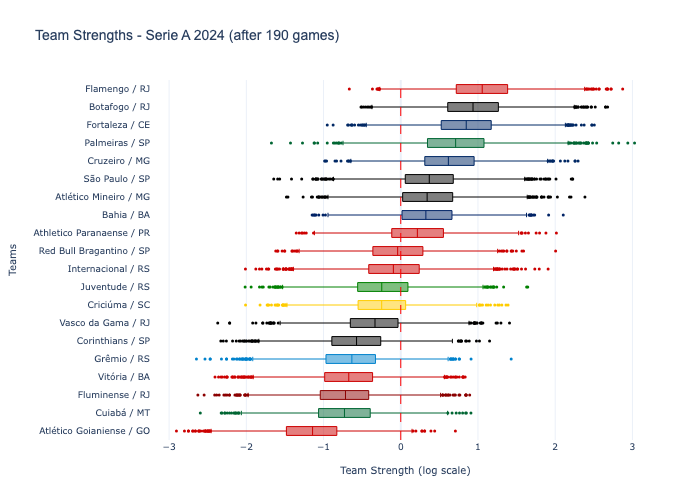 Team Strengths - Serie A 2024 (after 190 games)
Flamengo / RJ
Botafogo / RJ
Fortaleza / CE
Palmeiras / SP
Cruzeiro / MG
São Paulo / SP
Atlético Mineiro / MG
Bahia / BA
Athletico Paranaense / PR
Red Bull Bragantino / SP
Internacional / RS
Juventude / RS
Criciúma / SC
Vasco da Gama / RJ
Corinthians / SP
Grêmio / RS
Vitória / BA
Fluminense / RJ
Cuiabá / MT
Atlético Goianiense / GO
Teams
−3 −2 −1 0 1 2 3
Team Strength (log scale)